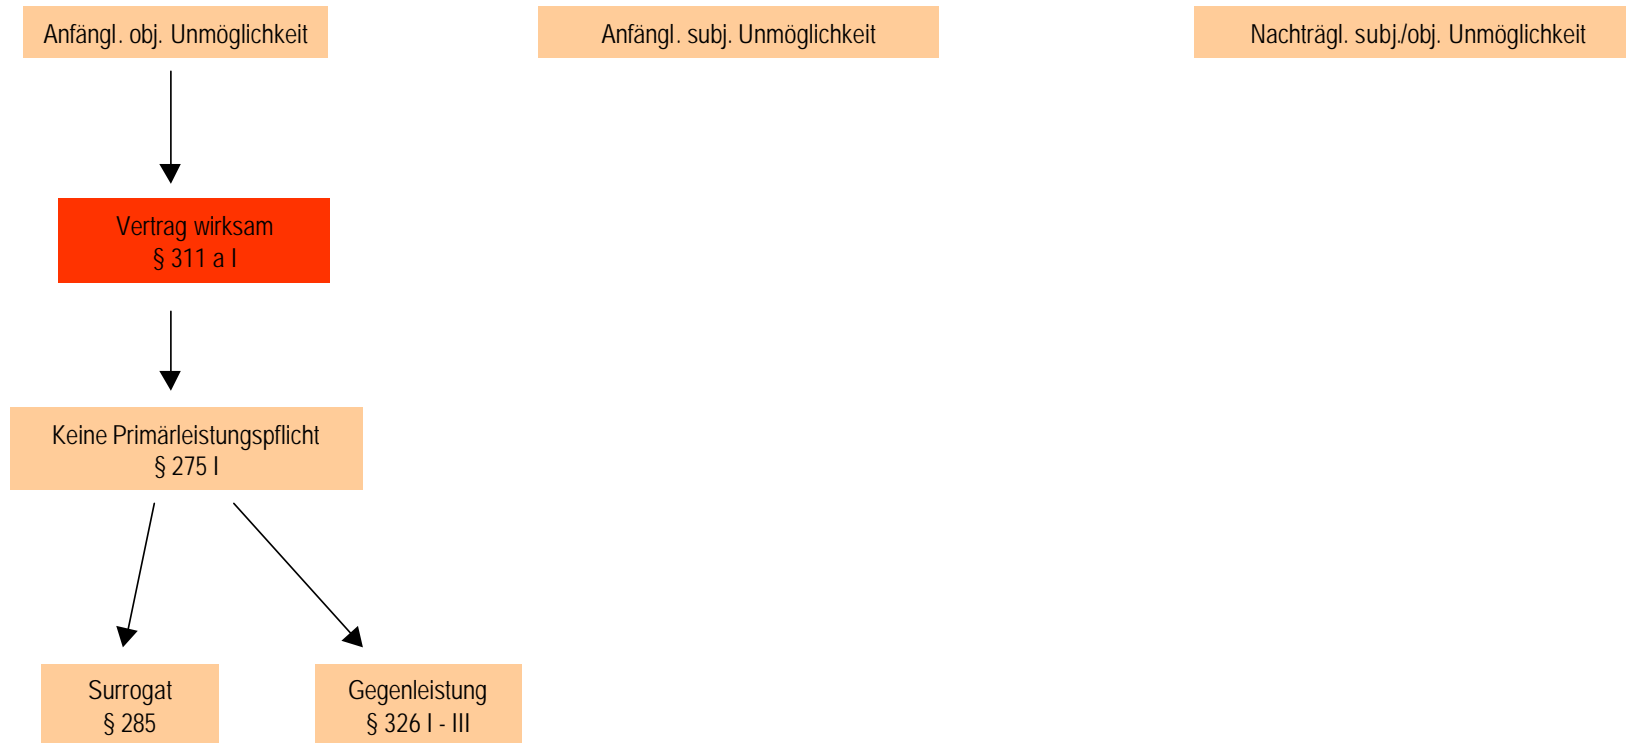 Anfängl. obj. Unmöglichkeit
Anfängl. subj. Unmöglichkeit
Nachträgl. subj./obj. Unmöglichkeit
Vertrag wirksam
§ 311 a I
Keine Primärleistungspflicht
§ 275 I
Surrogat
§ 285
Gegenleistung
§ 326 I - III